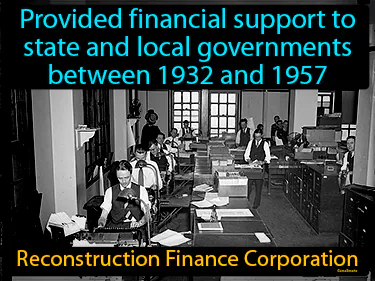 Provided financial support to
state and local governments
between 1932 and 1957
Reconstruction Finance Corporation